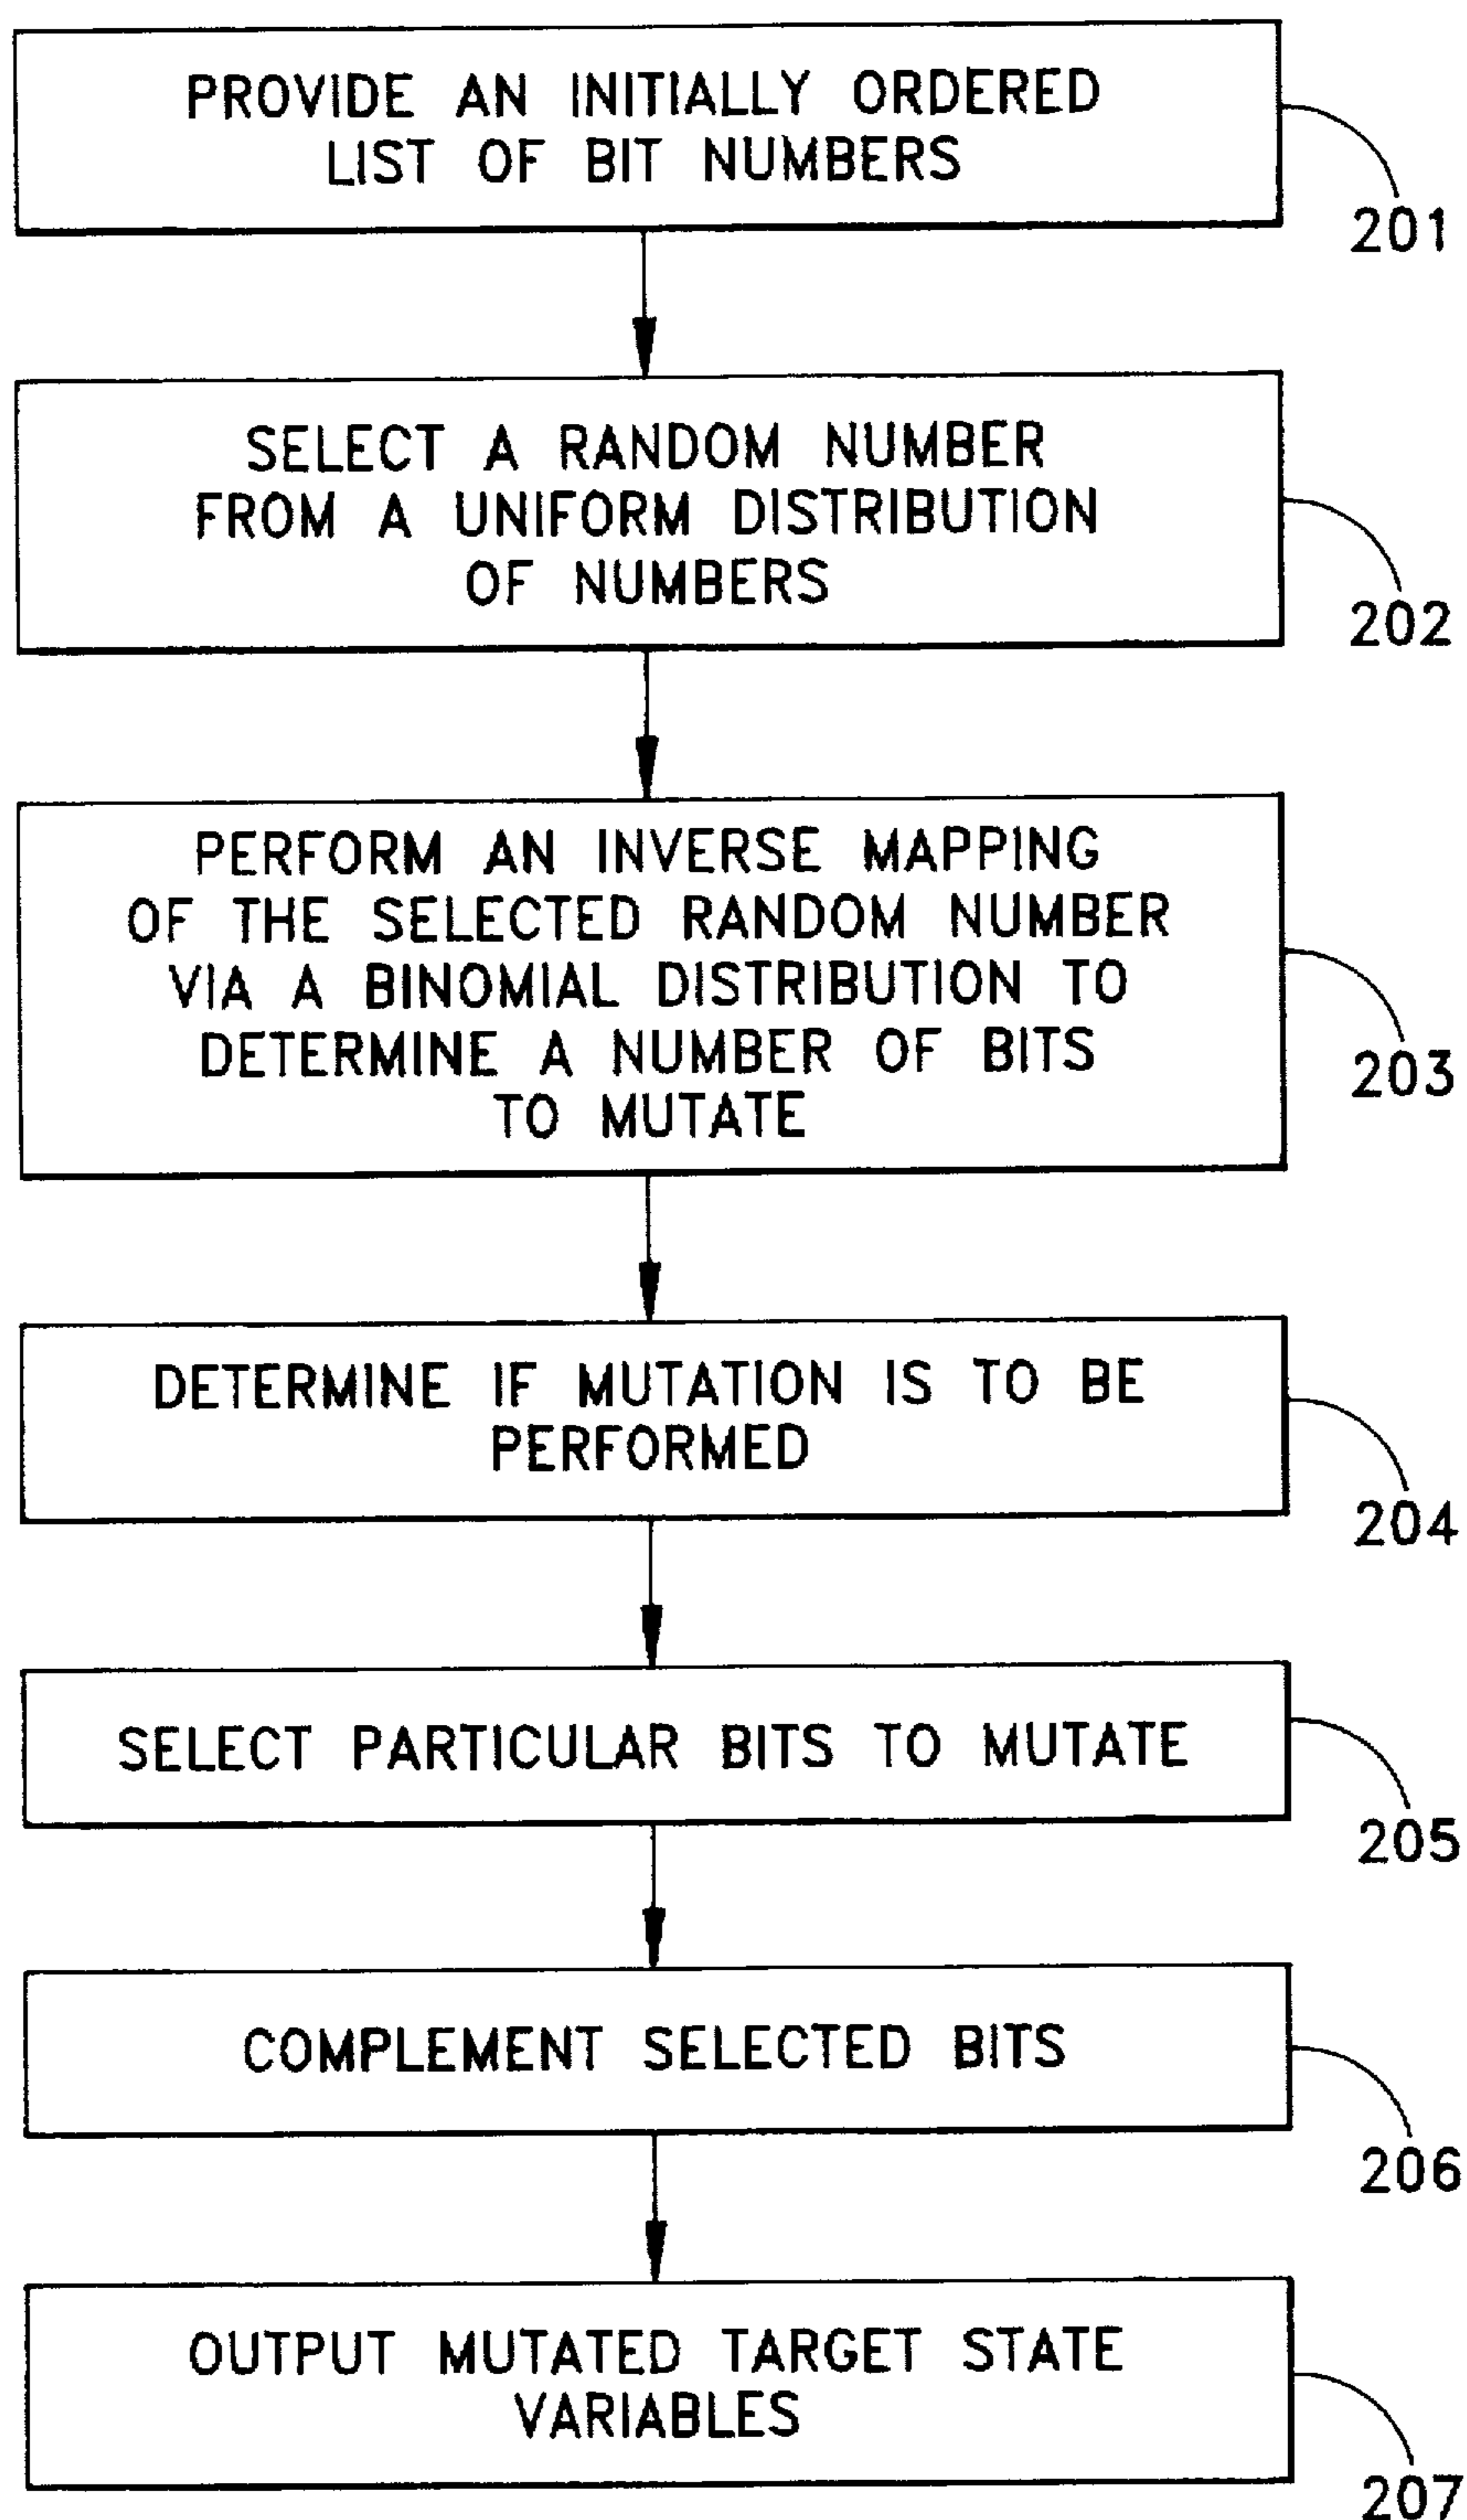 PROVIDE AN INITIALLY ORDERED
LIST OF BIT NUMBERS
201
SELECT A RANDOM NUMBER
FROM A UNIFORM DISTRIBUTION
OF NUMBERS
202
PERFORM AN INVERSE MAPPING
OF THE SELECTED RANDOM NUMBER
VIA A BINOMIAL DISTRIBUTION TO
DETERMINE A NUMBER OF BITS
TO MUTATE
203
DETERMINE IF MUTATION IS TO BE
PERFORMED
204
SELECT PARTICULAR BITS TO MUTATE
205
COMPLEMENT SELECTED BITS
206
OUTPUT MUTATED TARGET STATE
VARIABLES
207